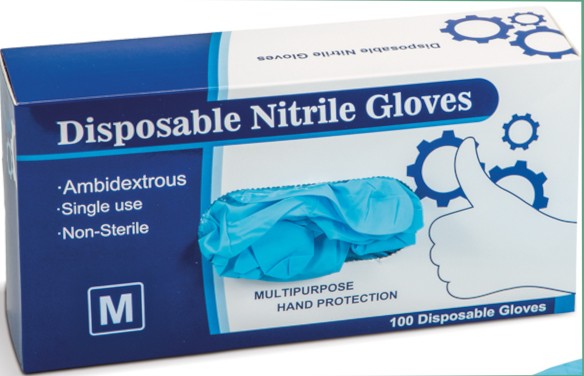 Disposable Nitrile Gloves
Disposable Nitrile Gloves
·Ambidextrous
·Single use
·Non-Sterile
M
MULTIPURPOSE
HAND PROTECTION
100 Disposable Gloves